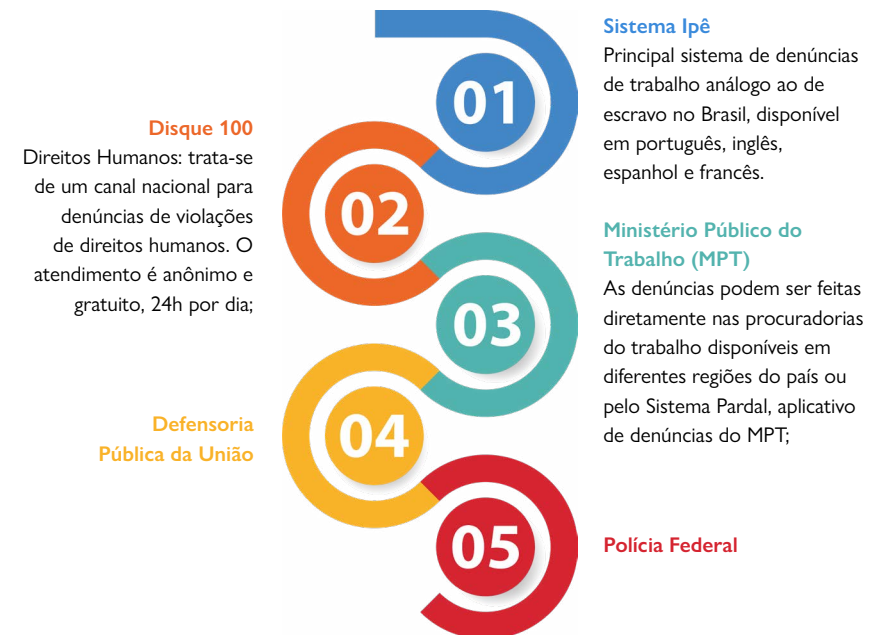 01
Sistema Ipê
Principal sistema de denúncias
de trabalho análogo ao de
escravo no Brasil, disponível
em português, inglês,
espanhol e francês.
02
Disque 100
Direitos Humanos: trata-se
de um canal nacional para
denúncias de violações
de direitos humanos. O
atendimento é anônimo e
gratuito, 24h por dia;
03
Ministério Público do
Trabalho (MPT)
As denúncias podem ser feitas
diretamente nas procuradorias
do trabalho disponíveis em
diferentes regiões do país ou
pelo Sistema Pardal, aplicativo
de denúncias do MPT;
04
Defensoria
Pública da União
05
Polícia Federal